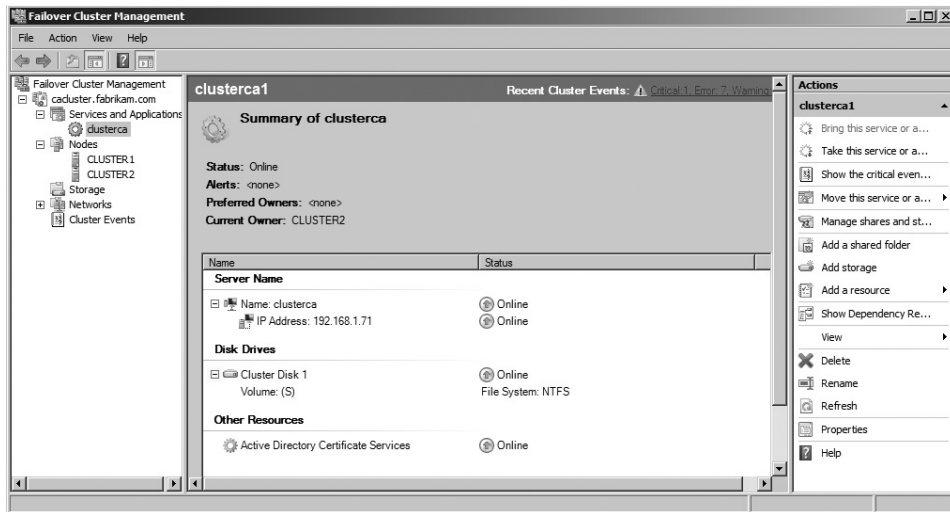 Failover Cluster Management
File Action View Help
Failover Cluster Management
cacluster.fabrikam.com
Services and Applications
clusterca
Nodes
CLUSTER1
CLUSTER2
Storage
Networks
Cluster Events
clusterca1
Recent Cluster Events: Critical:1, Error: 7, Warning
Summary of clusterca
Status: Online
Alerts: <none>
Preferred Owners: <none>
Current Owner: CLUSTER2
Name Status
Server Name
Name: clusterca Online
IP Address: 192.168.1.71 Online
Disk Drives
Cluster Disk 1 Online
Volume: (S) File System: NTFS
Other Resources
Active Directory Certificate Services Online
Actions
clusterca1
Bring this service or a...
Take this service or a...
Show the critical even...
Move this service or a...
Manage shares and st...
Add a shared folder
Add storage
Add a resource
Show Dependency Re...
View
Delete
Rename
Refresh
Properties
Help